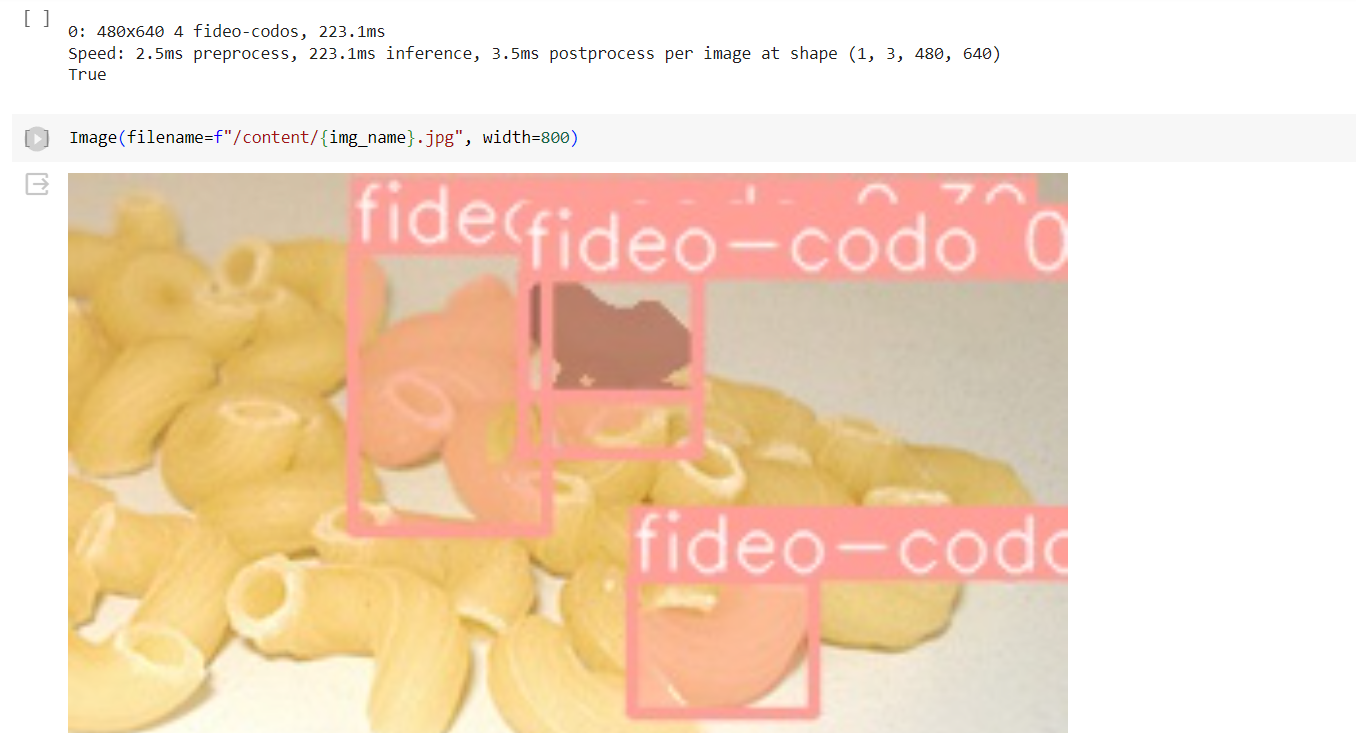 [ ]
0: 480x640 4 fideo-codos, 223.1ms
Speed: 2.5ms preprocess, 223.1ms inference, 3.5ms postprocess per image at shape (1, 3, 480, 640)
True
Image(filename=f"/content/{img_name}.jpg", width=800)
fideo-codo 0
fideo-codo